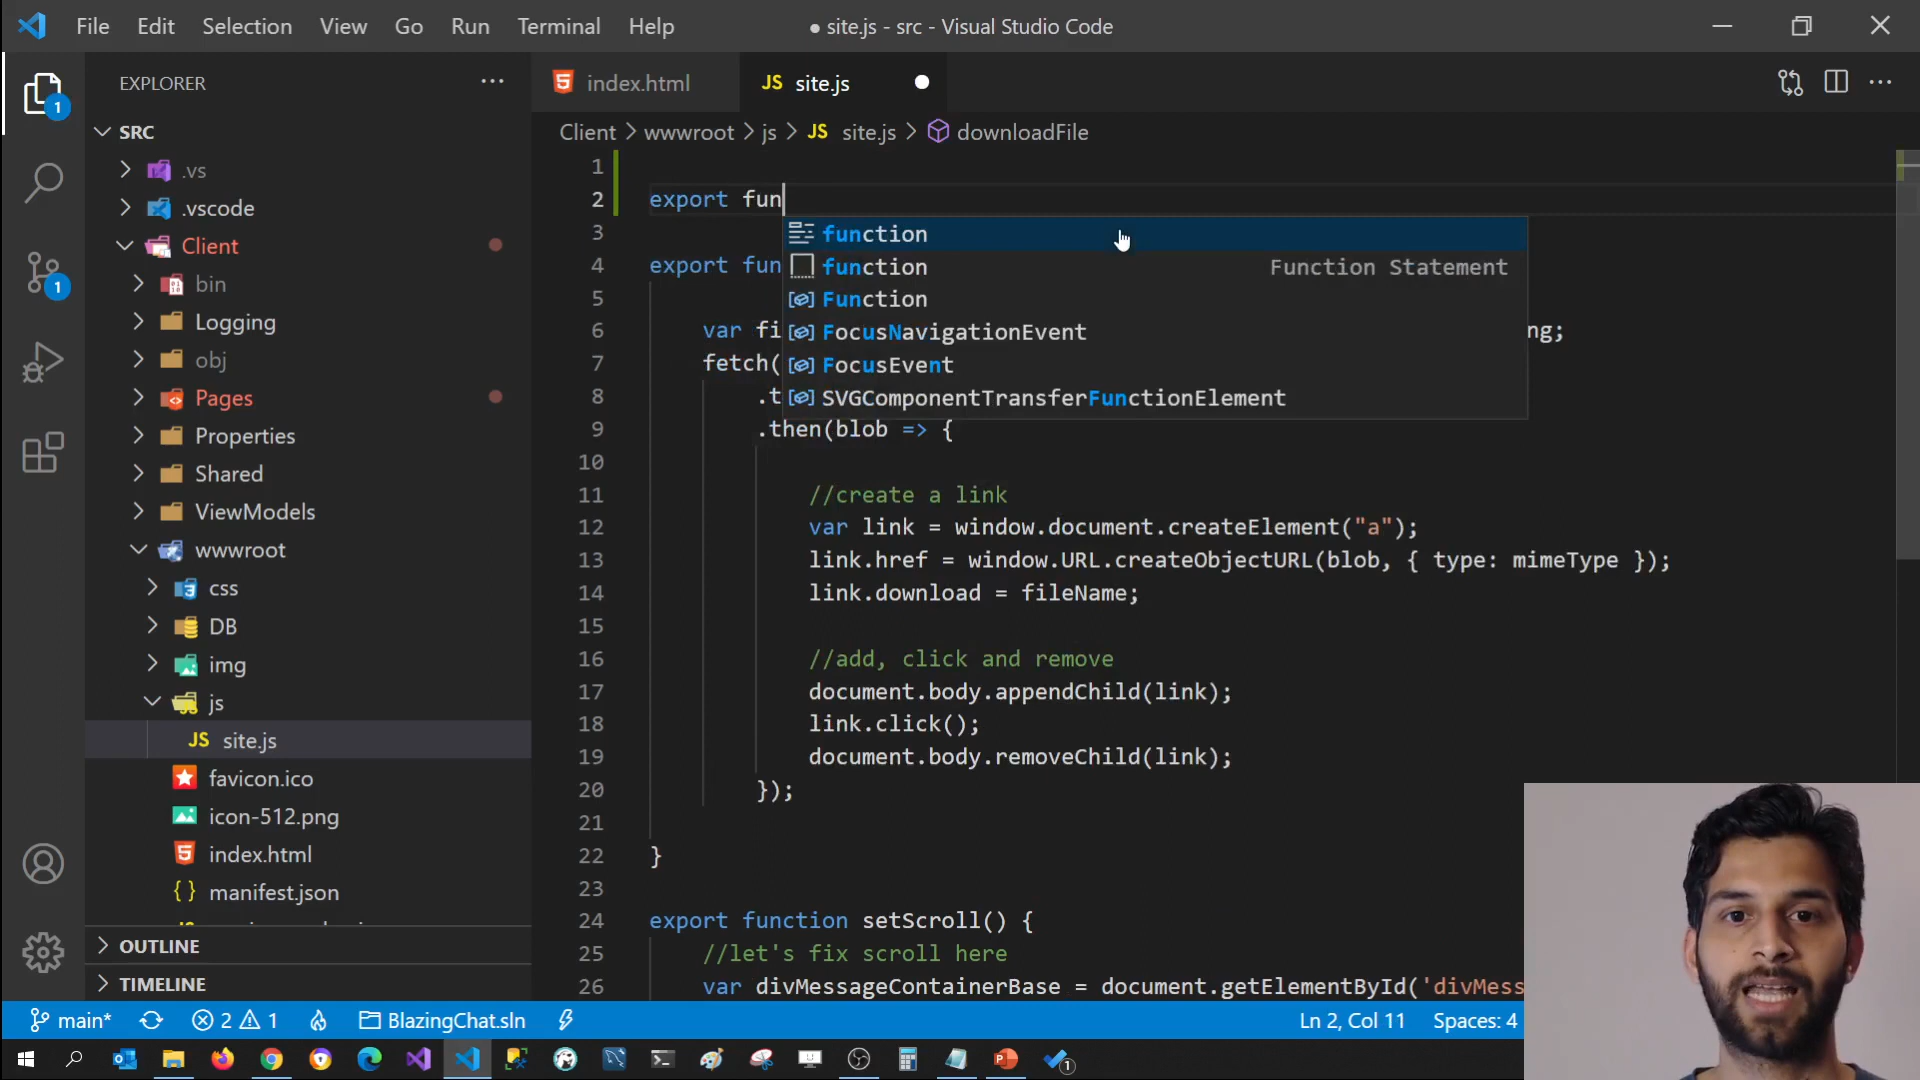 File Edit Selection View Go Run Terminal Help ● site.js - src - Visual Studio Code
EXPLORER
SRC
.vs
.vscode
Client
bin
Logging
obj
Pages
Properties
Shared
ViewModels
wwwroot
css
DB
img
js
JS site.js
favicon.ico
icon-512.png
index.html
manifest.json
OUTLINE
TIMELINE
1
1
index.html
JS site.js
Client > wwwroot > js > JS site.js > downloadFile
1
2 export fun
3
4 export fun
5
6 var fi ng;
7 fetch(
8 .t
9 .then(blob => {
10
11 //create a link
12 var link = window.document.createElement("a");
13 link.href = window.URL.createObjectURL(blob, { type: mimeType });
14 link.download = fileName;
15
16 //add, click and remove
17 document.body.appendChild(link);
18 link.click();
19 document.body.removeChild(link);
20 });
21
22 }
23
24 export function setScroll() {
25 //let's fix scroll here
26 var divMessageContainerBase = document.getElementById('divMess
function
function Function Statement
Function
FocusNavigationEvent
FocusEvent
SVGComponentTransferFunctionElement
main* 2 1 BlazingChat.sln Ln 2, Col 11 Spaces: 4
1